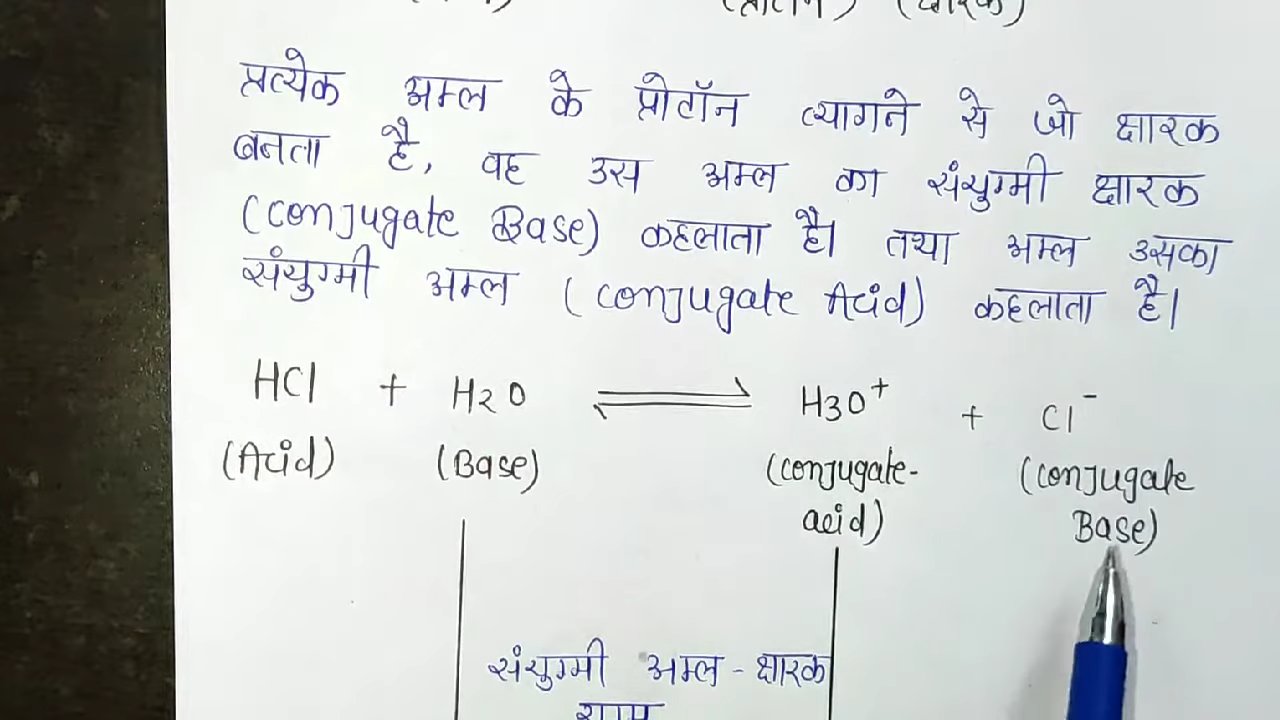 प्रत्येक अम्ल के प्रोटॉन त्यागने से जो क्षारक
बनता है, वह उस अम्ल का संयुग्मी क्षारक
(conjugate Base) कहलाता है। तथा अम्ल उसका
संयुग्मी अम्ल (conjugate Acid) कहलाता है।
HCl + H2O ⇌ H3O⁺ + Cl⁻
(Acid) (Base) (conjugate- (conjugate
acid) Base)
संयुग्मी अम्ल - क्षारक